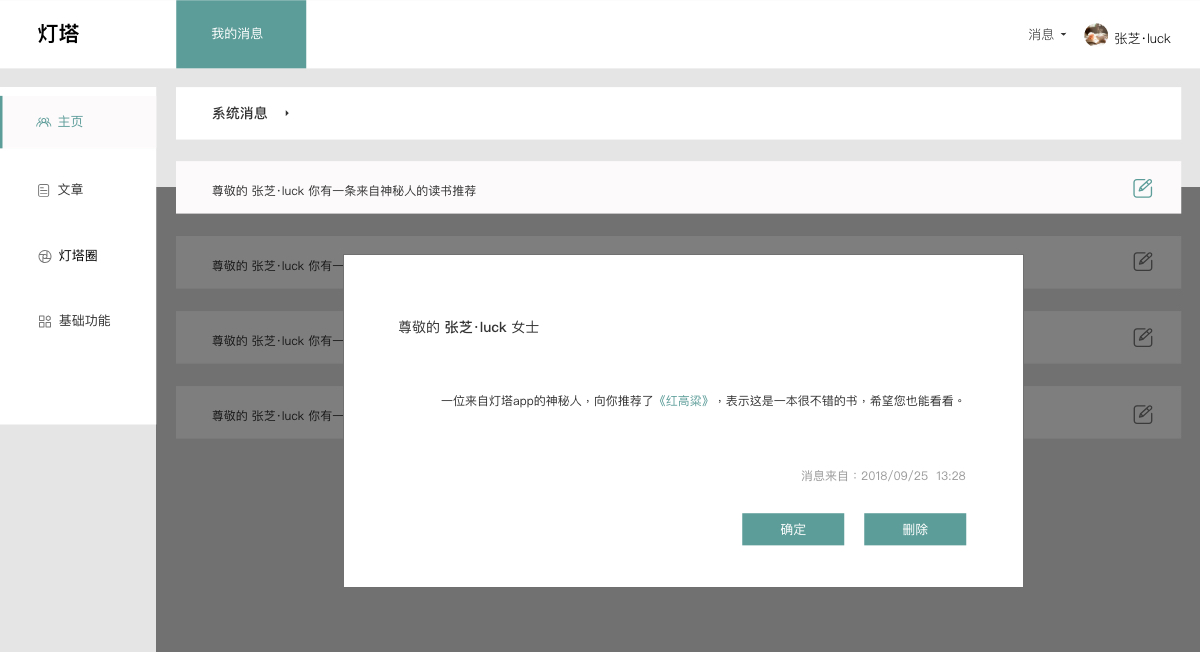 灯塔
我的消息
消息
张芝·luck
主页
文章
灯塔圈
基础功能
系统消息
尊敬的 张芝·luck 你有一条来自神秘人的读书推荐
尊敬的 张芝·luck 你有一
尊敬的 张芝·luck 你有一
尊敬的 张芝·luck 你有一
尊敬的 张芝·luck 女士
一位来自灯塔app的神秘人，向你推荐了《红高粱》，表示这是一本很不错的书，希望您也能看看。
消息来自：2018/09/25 13:28
确定
删除